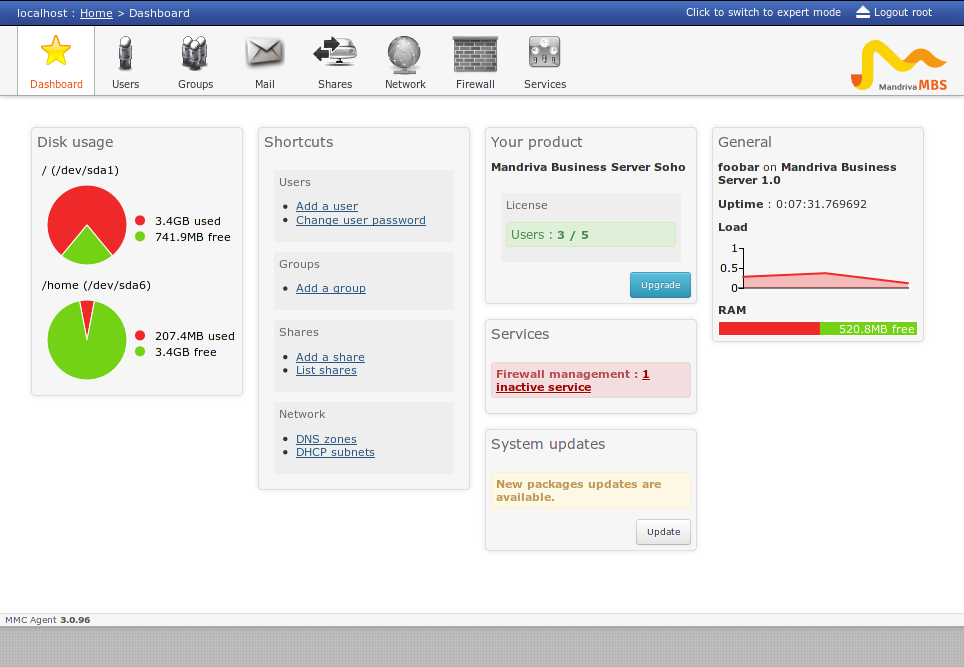 localhost : Home > Dashboard
Click to switch to expert mode
Logout root
Dashboard
Users
Groups
Mail
Shares
Network
Firewall
Services
Mandriva MBS
Disk usage
/ (/dev/sda1)
3.4GB used
741.9MB free
/home (/dev/sda6)
207.4MB used
3.4GB free
Shortcuts
Users
Add a user
Change user password
Groups
Add a group
Shares
Add a share
List shares
Network
DNS zones
DHCP subnets
Your product
Mandriva Business Server Soho
License
Users : 3 / 5
Upgrade
Services
Firewall management : 1
inactive service
System updates
New packages updates are
available.
Update
General
foobar on Mandriva Business
Server 1.0
Uptime : 0:07:31.769692
Load
1
0.5
0
RAM
520.8MB free
MMC Agent 3.0.96